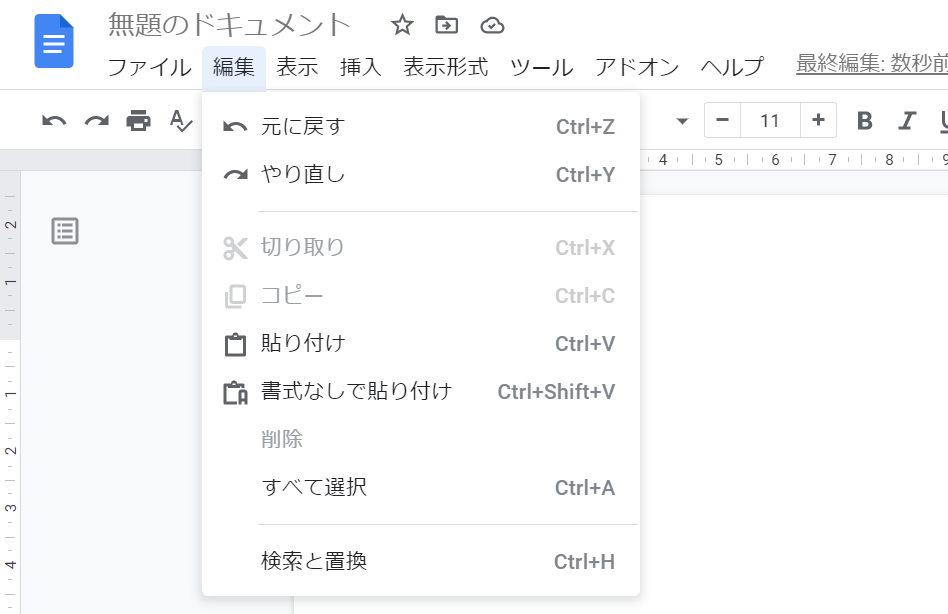 無題のドキュメント
ファイル 編集 表示 挿入 表示形式 ツール アドオン ヘルプ 最終編集: 数秒前
11 B I U
4 5 6 7 8 9
元に戻す Ctrl+Z
やり直し Ctrl+Y
切り取り Ctrl+X
コピー Ctrl+C
貼り付け Ctrl+V
書式なしで貼り付け Ctrl+Shift+V
削除
すべて選択 Ctrl+A
検索と置換 Ctrl+H
2
1
1
2
3
4